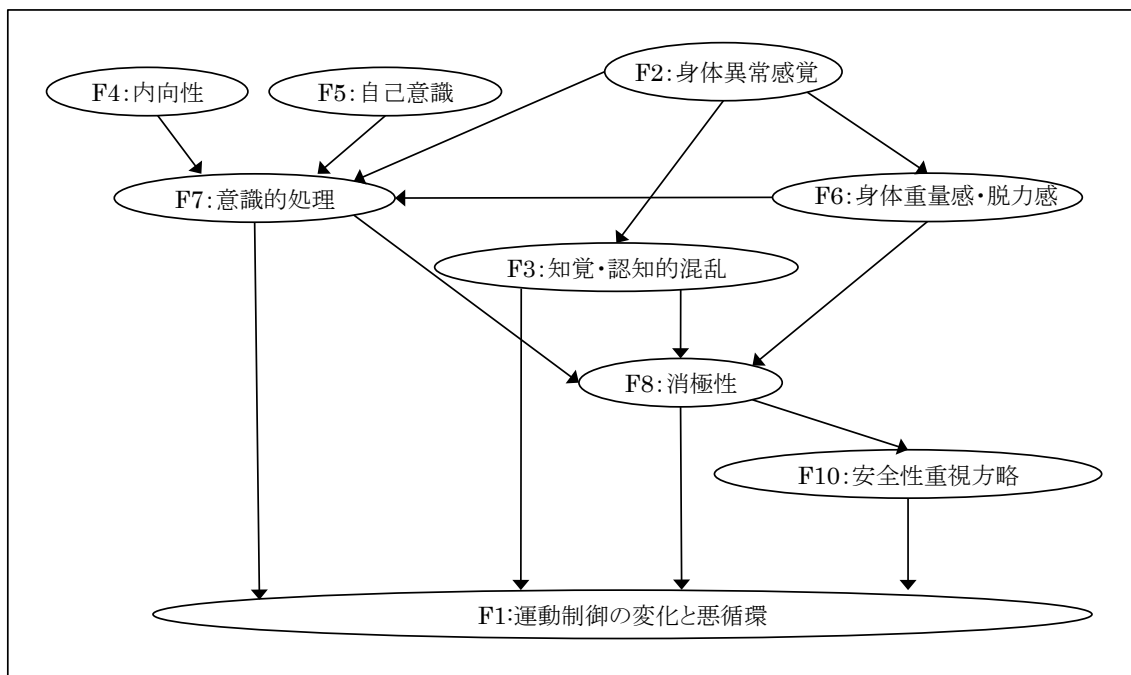 F2:身体異常感覚
F4:内向性
F5:自己意識
F7:意識的処理
F6:身体重量感・脱力感
F3:知覚・認知的混乱
F8:消極性
F10:安全性重視方略
F1:運動制御の変化と悪循環